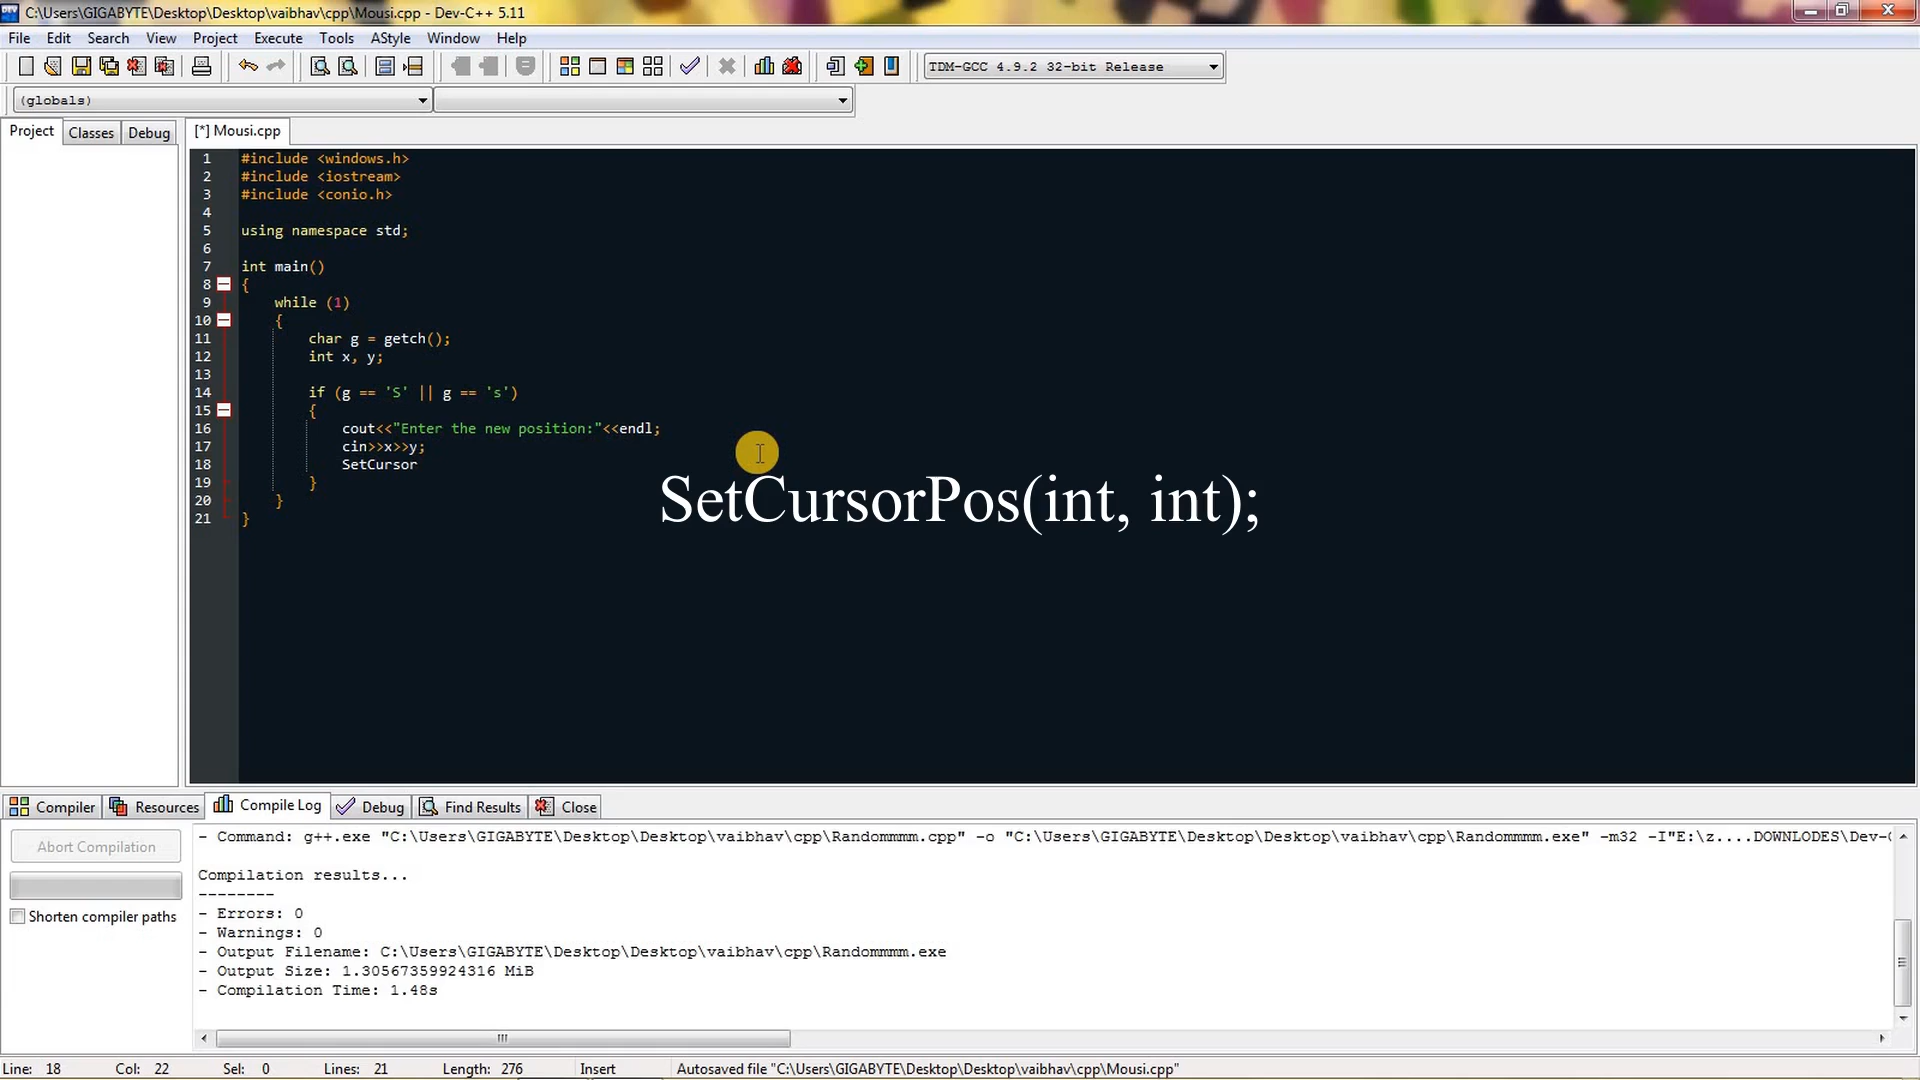 C:\Users\GIGABYTE\Desktop\Desktop\vaibhav\cpp\Mousi.cpp - Dev-C++ 5.11
File Edit Search View Project Execute Tools AStyle Window Help
TDM-GCC 4.9.2 32-bit Release
(globals)
Project Classes Debug [*] Mousi.cpp
1 #include <windows.h>
2 #include <iostream>
3 #include <conio.h>
4
5 using namespace std;
6
7 int main()
8 {
9 while (1)
10 {
11 char g = getch();
12 int x, y;
13
14 if (g == 'S' || g == 's')
15 {
16 cout<<"Enter the new position:"<<endl;
17 cin>>x>>y;
18 SetCursor
19 }
20 }
21 }
SetCursorPos(int, int);
Compiler Resources Compile Log Debug Find Results Close
Abort Compilation
Shorten compiler paths
- Command: g++.exe "C:\Users\GIGABYTE\Desktop\Desktop\vaibhav\cpp\Randommmm.cpp" -o "C:\Users\GIGABYTE\Desktop\Desktop\vaibhav\cpp\Randommmm.exe" -m32 -I"E:\z....DOWNLODES\Dev-
Compilation results...
--------
- Errors: 0
- Warnings: 0
- Output Filename: C:\Users\GIGABYTE\Desktop\Desktop\vaibhav\cpp\Randommmm.exe
- Output Size: 1.30567359924316 MiB
- Compilation Time: 1.48s
Line: 18 Col: 22 Sel: 0 Lines: 21 Length: 276 Insert Autosaved file "C:\Users\GIGABYTE\Desktop\Desktop\vaibhav\cpp\Mousi.cpp"